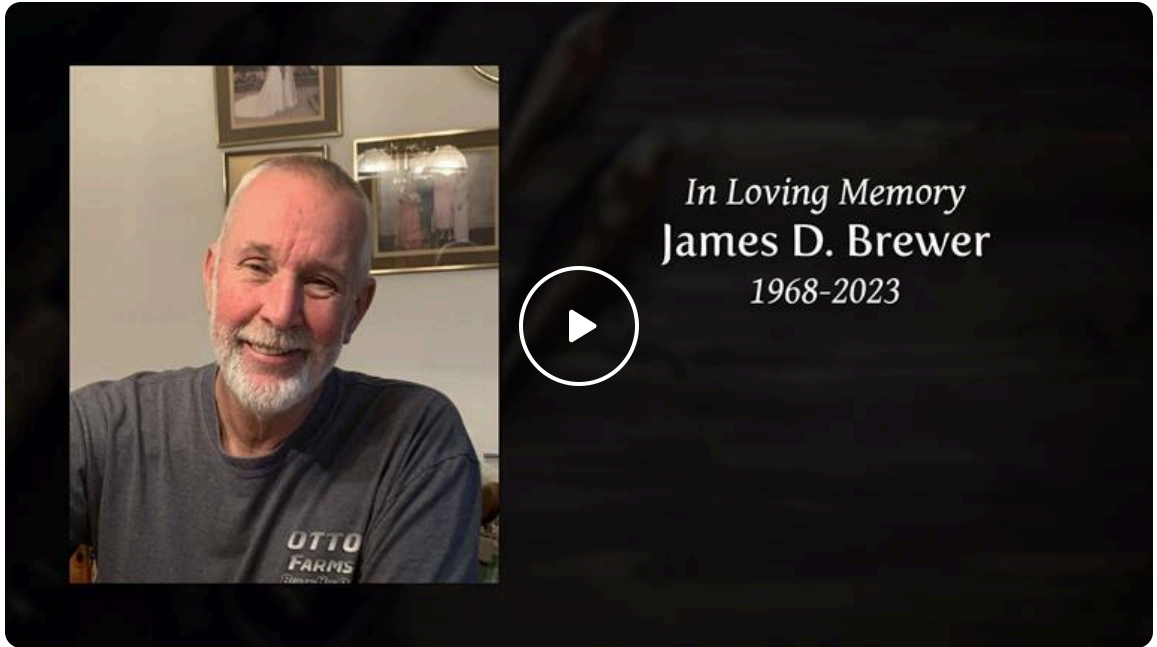 In Loving Memory
James D. Brewer
1968-2023
OTTO
FARMS